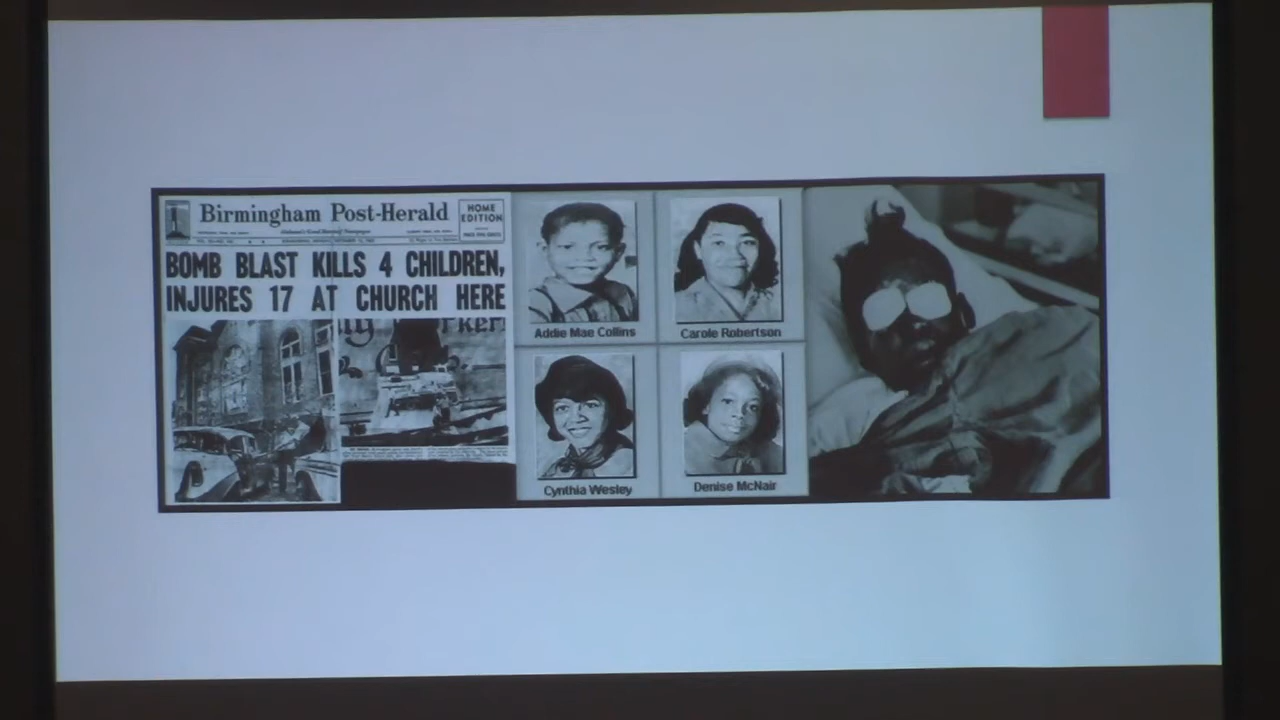 Birmingham Post-Herald
HOME
EDITION
BOMB BLAST KILLS 4 CHILDREN,
INJURES 17 AT CHURCH HERE
Addie Mae Collins
Carole Robertson
Cynthia Wesley
Denise McNair